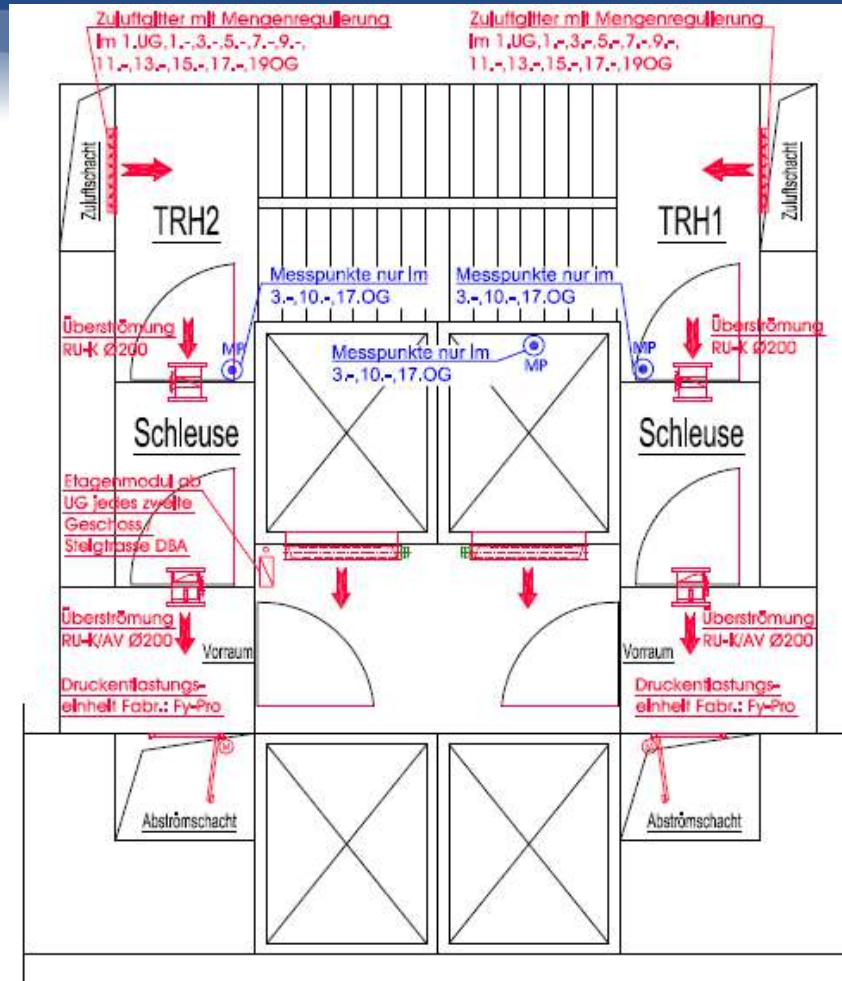 Zuluftgitter mit Mengenregulierung
im 1.UG,1.-,3.-,5.-,7.-,9.-,
11.-,13.-,15.-,17.-,19OG
Zuluftgitter mit Mengenregulierung
im 1.UG,1.-,3.-,5.-,7.-,9.-,
11.-,13.-,15.-,17.-,19OG
Zuluftschacht
TRH2
TRH1
Zuluftschacht
Messpunkte nur im
3.-,10.-,17.OG
Messpunkte nur im
3.-,10.-,17.OG
Überströmung
RU-K Ø200
MP
Messpunkte nur im
3.-,10.-,17.OG
MP
MP
Überströmung
RU-K Ø200
Schleuse
Schleuse
Etagenmodul ab
UG jedes zweite
Geschoss /
Steigtrasse DBA
Überströmung
RU-K/AV Ø200
Vorraum
Vorraum
Überströmung
RU-K/AV Ø200
Druckentlastungs-
einheit Fabr.: Fy-Pro
Druckentlastungs-
einheit Fabr.: Fy-Pro
M
Abströmschacht
Abströmschacht